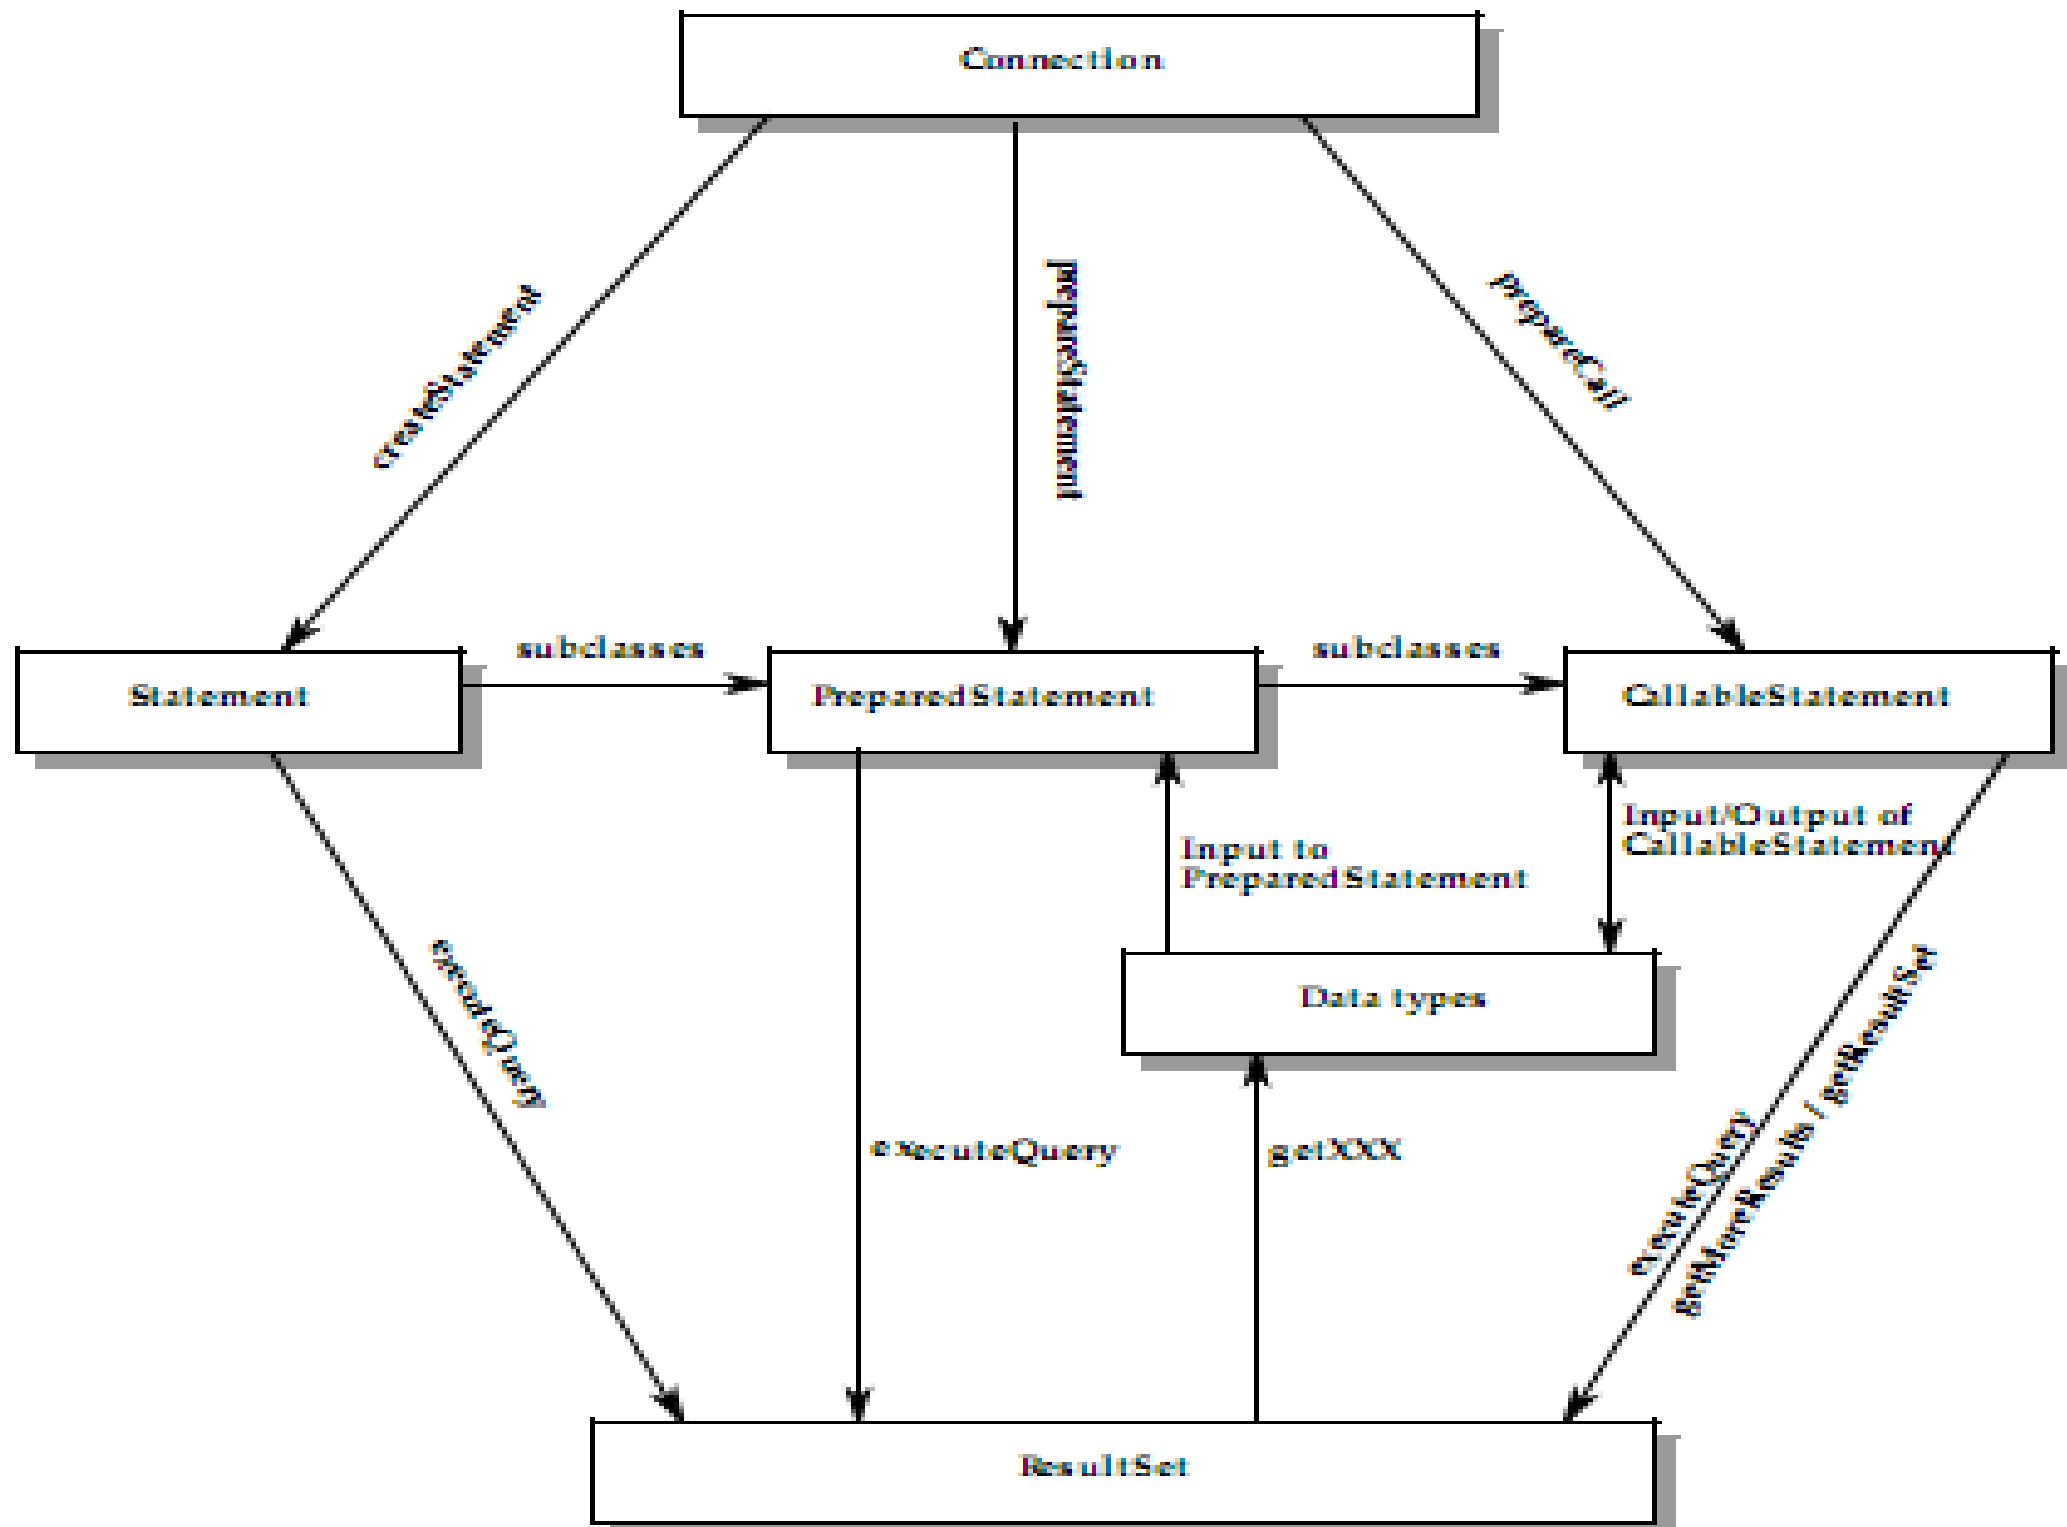 Connection
createStatement
prepareStatement
prepareCall
subclasses
subclasses
Statement
PreparedStatement
CallableStatement
Input/Output of
CallableStatement
Input to
PreparedStatement
executeQuery
Data types
executeQuery
getXXX
executeQuery
getMoreResults / getResultSet
ResultSet